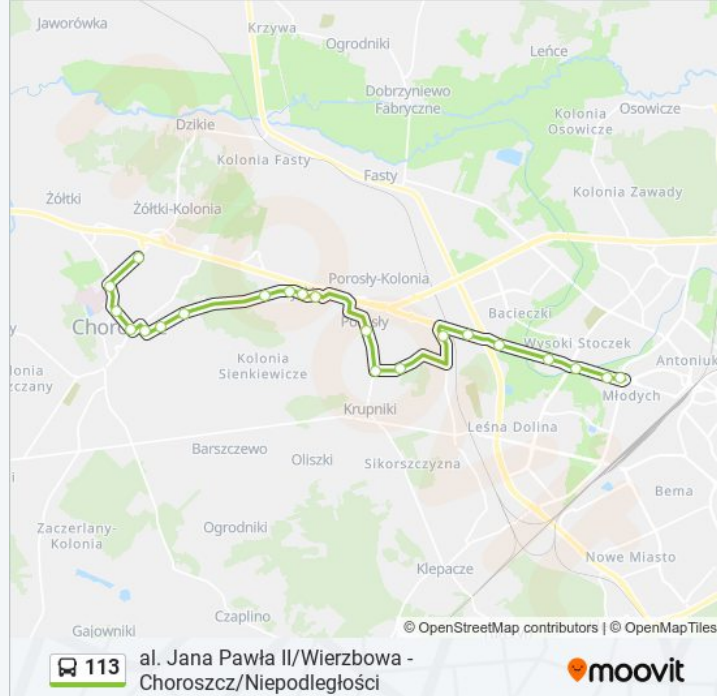 Jaworówka
Krzywa
Ogrodniki
Leńce
Dobrzyniewo
Fabryczne
Kolonia
Osowicze
Osowicze
Dzikie
Kolonia Fasty
Fasty
Kolonia Zawady
Żółtki
Żółtki-Kolonia
Porosły-Kolonia
Bacieczki
Porosły
Wysoki Stoczek
Antoniuk
Kolonia
Sienkiewicze
Młodych
olonia
zczany
Krupniki
Leśna Dolina
Barszczewo
Oliszki
Sikorszczyzna
Bema
Zaczerlany-
Kolonia
Ogrodniki
Nowe Miasto
Klepacze
Czaplino
Gajowniki
© OpenStreetMap contributors | © OpenMapTiles
113
al. Jana Pawła II/Wierzbowa -
Choroszcz/Niepodległości
moovit